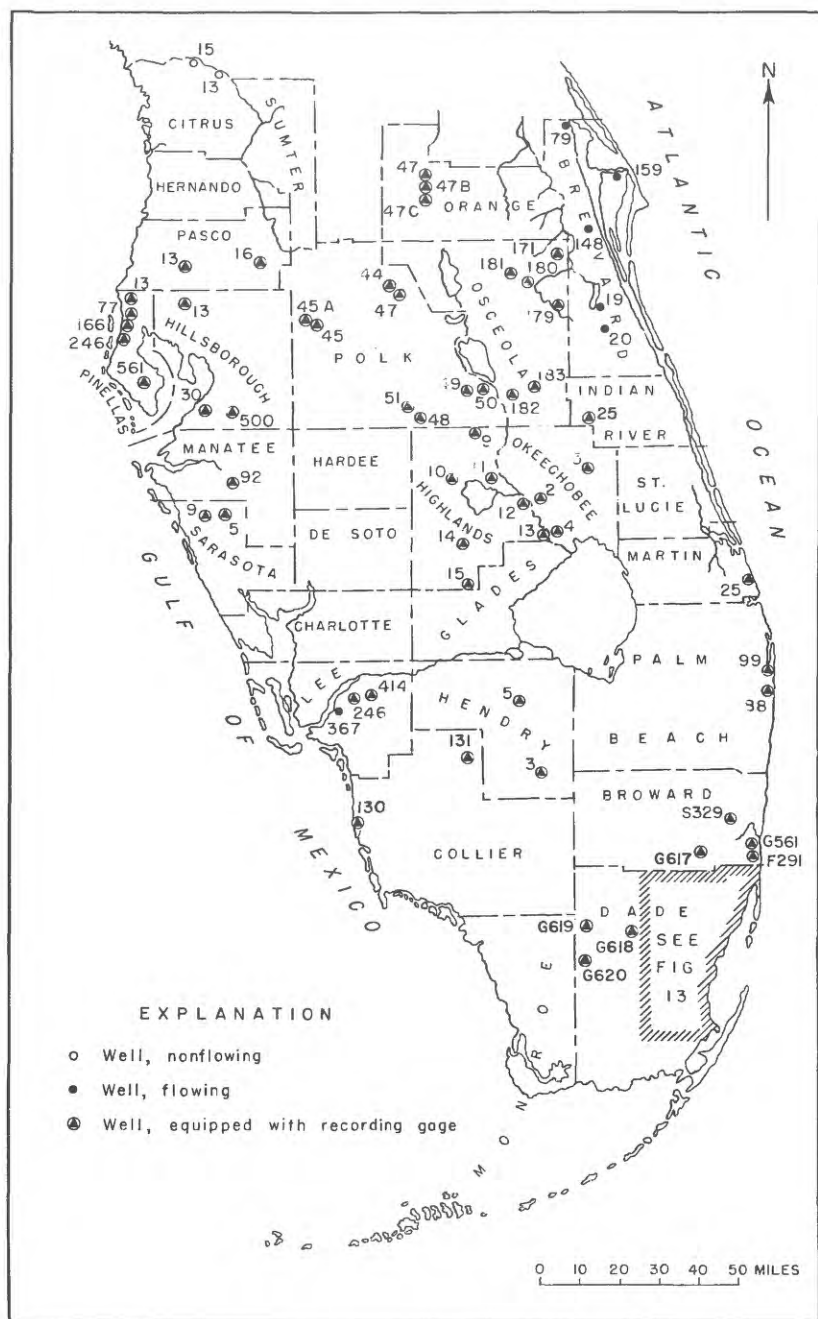 15
13
CITRUS
SUMTER
HERNANDO
PASCO
13
16
N
ATLANTIC
OCEAN
79
BREVARD
159
148
19
20
47
47B
47C
ORANGE
171
181
180
179
OSCEOLA
183
182
44
47
45A
45
POLK
49
50
51
48
13
77
166
246
561
PINELLAS
13
HILLSBOROUGH
30
500
INDIAN
RIVER
25
MANATEE
92
HARDEE
9
10
11
HIGHLANDS
12
14
15
OKEECHOBEE
3
2
13
4
ST.
LUCIE
9
5
SARASOTA
DE SOTO
MARTIN
25
GULF
OF
MEXICO
CHARLOTTE
GLADES
LEE
414
246
367
HENDRY
5
131
3
PALM
BEACH
99
88
130
COLLIER
BROWARD
S329
G561
F291
G617
DADE
SEE
FIG
13
G619
G618
G620
MONROE
EXPLANATION
Well, nonflowing
Well, flowing
Well, equipped with recording gage
0 10 20 30 40 50 MILES